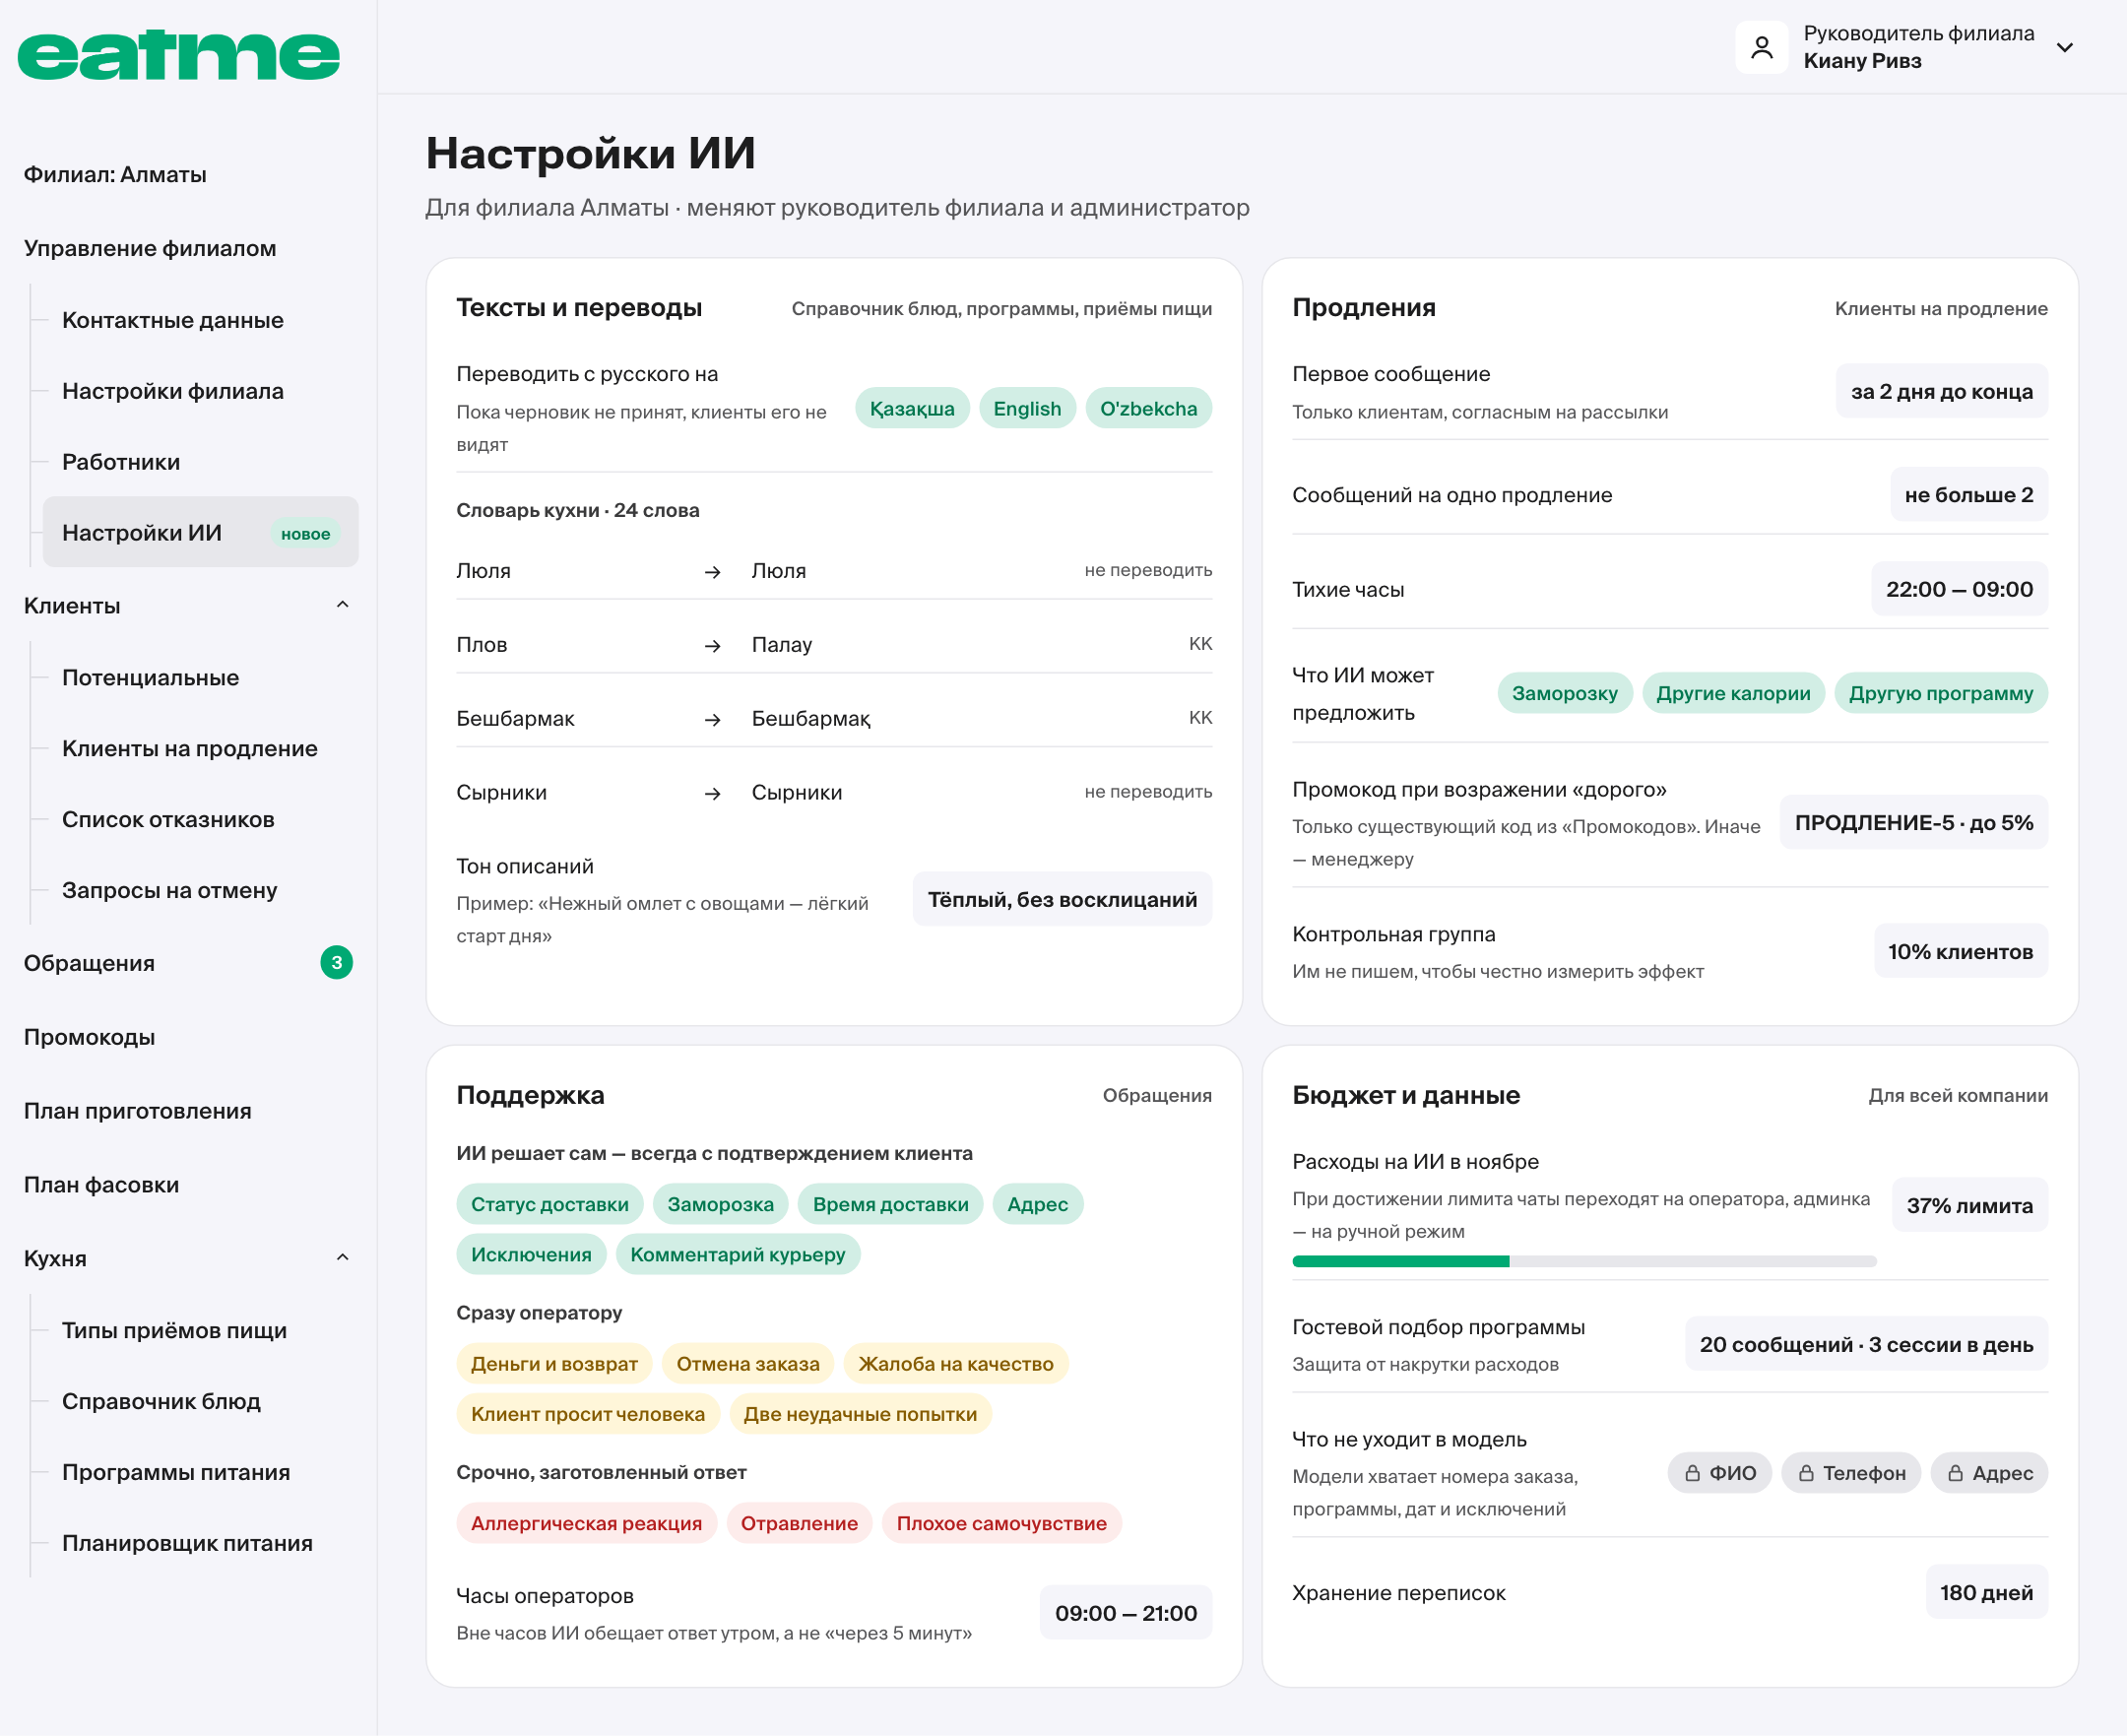 eatme
Руководитель филиала
Киану Ривз
Филиал: Алматы
Управление филиалом
Контактные данные
Настройки филиала
Работники
Настройки ИИ
новое
Клиенты
Потенциальные
Клиенты на продление
Список отказников
Запросы на отмену
Обращения
3
Промокоды
План приготовления
План фасовки
Кухня
Типы приёмов пищи
Справочник блюд
Программы питания
Планировщик питания
Настройки ИИ
Для филиала Алматы · меняют руководитель филиала и администратор
Тексты и переводы
Справочник блюд, программы, приёмы пищи
Переводить с русского на
Пока черновик не принят, клиенты его не
видят
Қазақша
English
O'zbekcha
Словарь кухни · 24 слова
Люля → Люля не переводить
Плов → Палау KK
Бешбармак → Бешбармақ KK
Сырники → Сырники не переводить
Тон описаний
Пример: «Нежный омлет с овощами — лёгкий
старт дня»
Тёплый, без восклицаний
Продления
Клиенты на продление
Первое сообщение
Только клиентам, согласным на рассылки
за 2 дня до конца
Сообщений на одно продление
не больше 2
Тихие часы
22:00 — 09:00
Что ИИ может
предложить
Заморозку
Другие калории
Другую программу
Промокод при возражении «дорого»
Только существующий код из «Промокодов». Иначе
— менеджеру
ПРОДЛЕНИЕ-5 · до 5%
Контрольная группа
Им не пишем, чтобы честно измерить эффект
10% клиентов
Поддержка
Обращения
ИИ решает сам — всегда с подтверждением клиента
Статус доставки
Заморозка
Время доставки
Адрес
Исключения
Комментарий курьеру
Сразу оператору
Деньги и возврат
Отмена заказа
Жалоба на качество
Клиент просит человека
Две неудачные попытки
Срочно, заготовленный ответ
Аллергическая реакция
Отравление
Плохое самочувствие
Часы операторов
Вне часов ИИ обещает ответ утром, а не «через 5 минут»
09:00 — 21:00
Бюджет и данные
Для всей компании
Расходы на ИИ в ноябре
При достижении лимита чаты переходят на оператора, админка
— на ручной режим
37% лимита
Гостевой подбор программы
Защита от накрутки расходов
20 сообщений · 3 сессии в день
Что не уходит в модель
Модели хватает номера заказа,
программы, дат и исключений
ФИО
Телефон
Адрес
Хранение переписок
180 дней